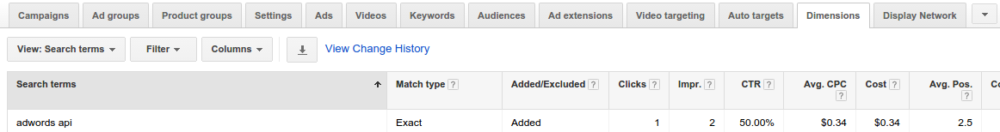 Campaigns Ad groups Product groups Settings Ads Videos Keywords Audiences Ad extensions Video targeting Auto targets Dimensions Display Network
View: Search terms Filter Columns View Change History
Search terms Match type ? Added/Excluded ? Clicks ? Impr. ? CTR ? Avg. CPC ? Cost ? Avg. Pos. ?
adwords api Exact Added 1 2 50.00% $0.34 $0.34 2.5